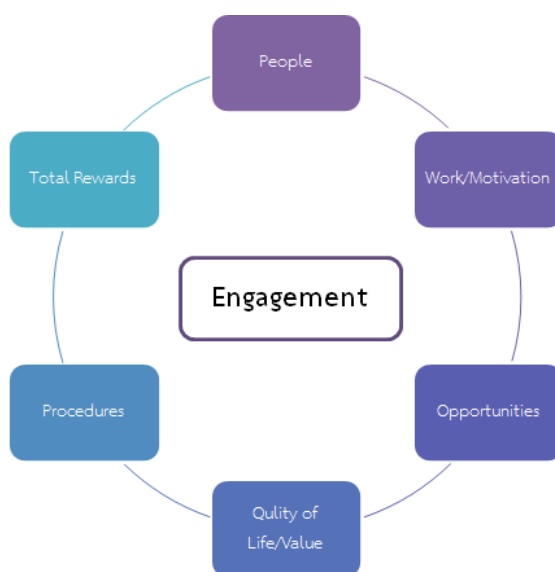 People
Total Rewards
Work/Motivation
Engagement
Procedures
Opportunities
Qulity of
Life/Value